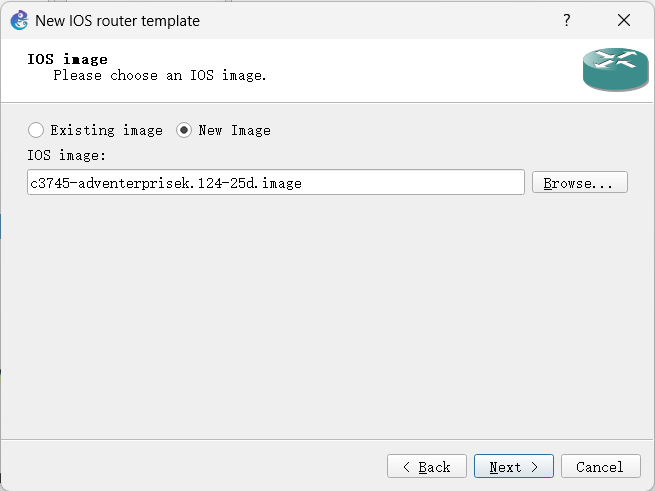 New IOS router template
?
IOS image
Please choose an IOS image.
Existing image New Image
IOS image:
c3745-adventerprisek.124-25d.image Browse...
< Back Next > Cancel